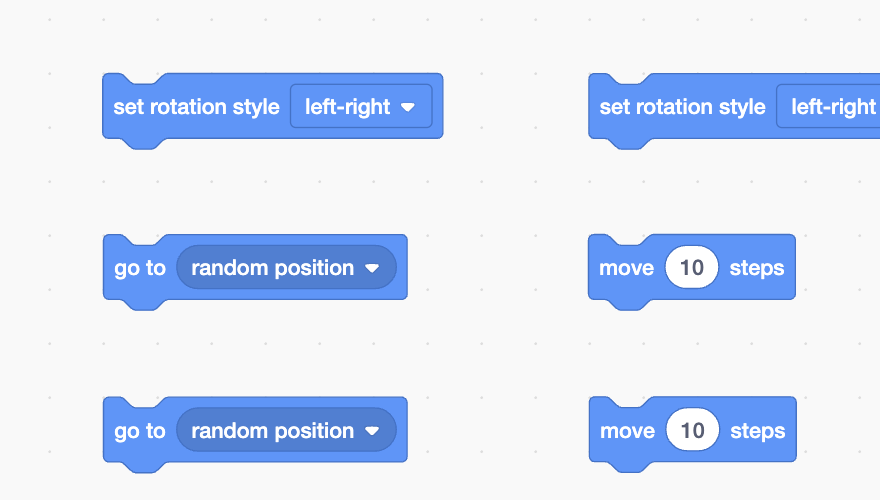 set rotation style left-right
set rotation style left-right
go to random position
move 10 steps
go to random position
move 10 steps